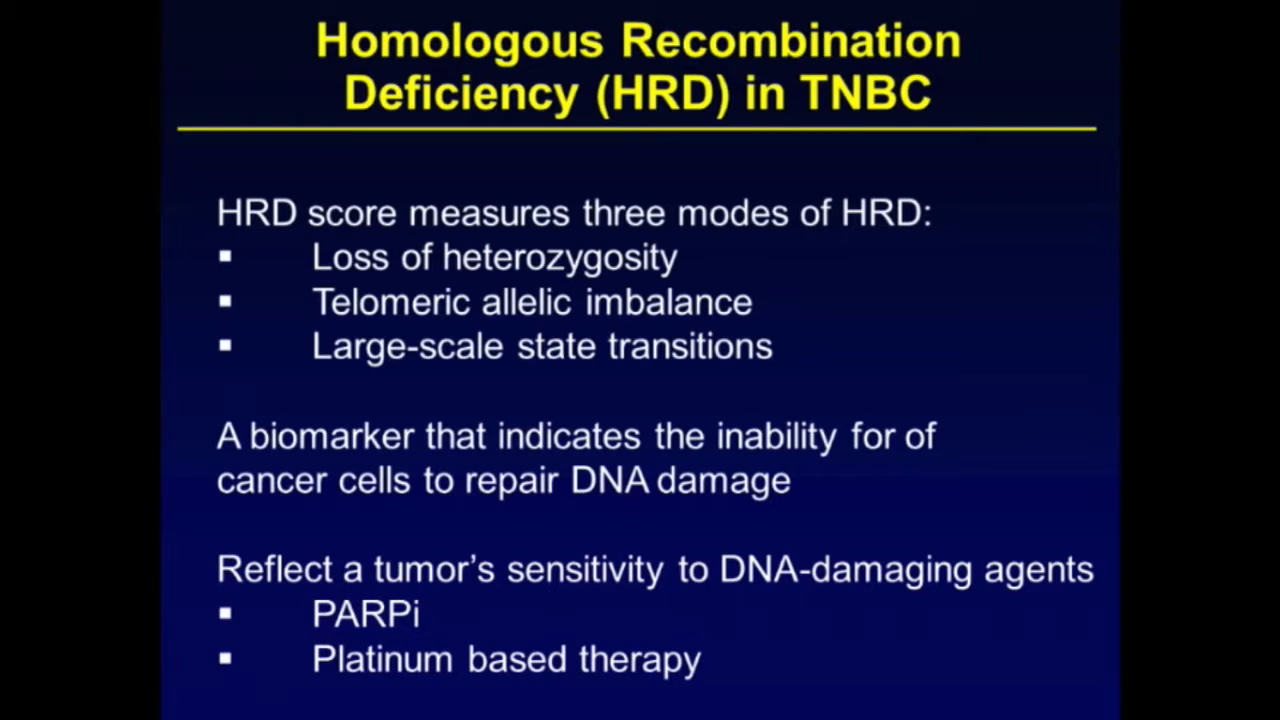 Homologous Recombination
Deficiency (HRD) in TNBC
HRD score measures three modes of HRD:
▪ Loss of heterozygosity
▪ Telomeric allelic imbalance
▪ Large-scale state transitions
A biomarker that indicates the inability for of
cancer cells to repair DNA damage
Reflect a tumor's sensitivity to DNA-damaging agents
▪ PARPi
▪ Platinum based therapy